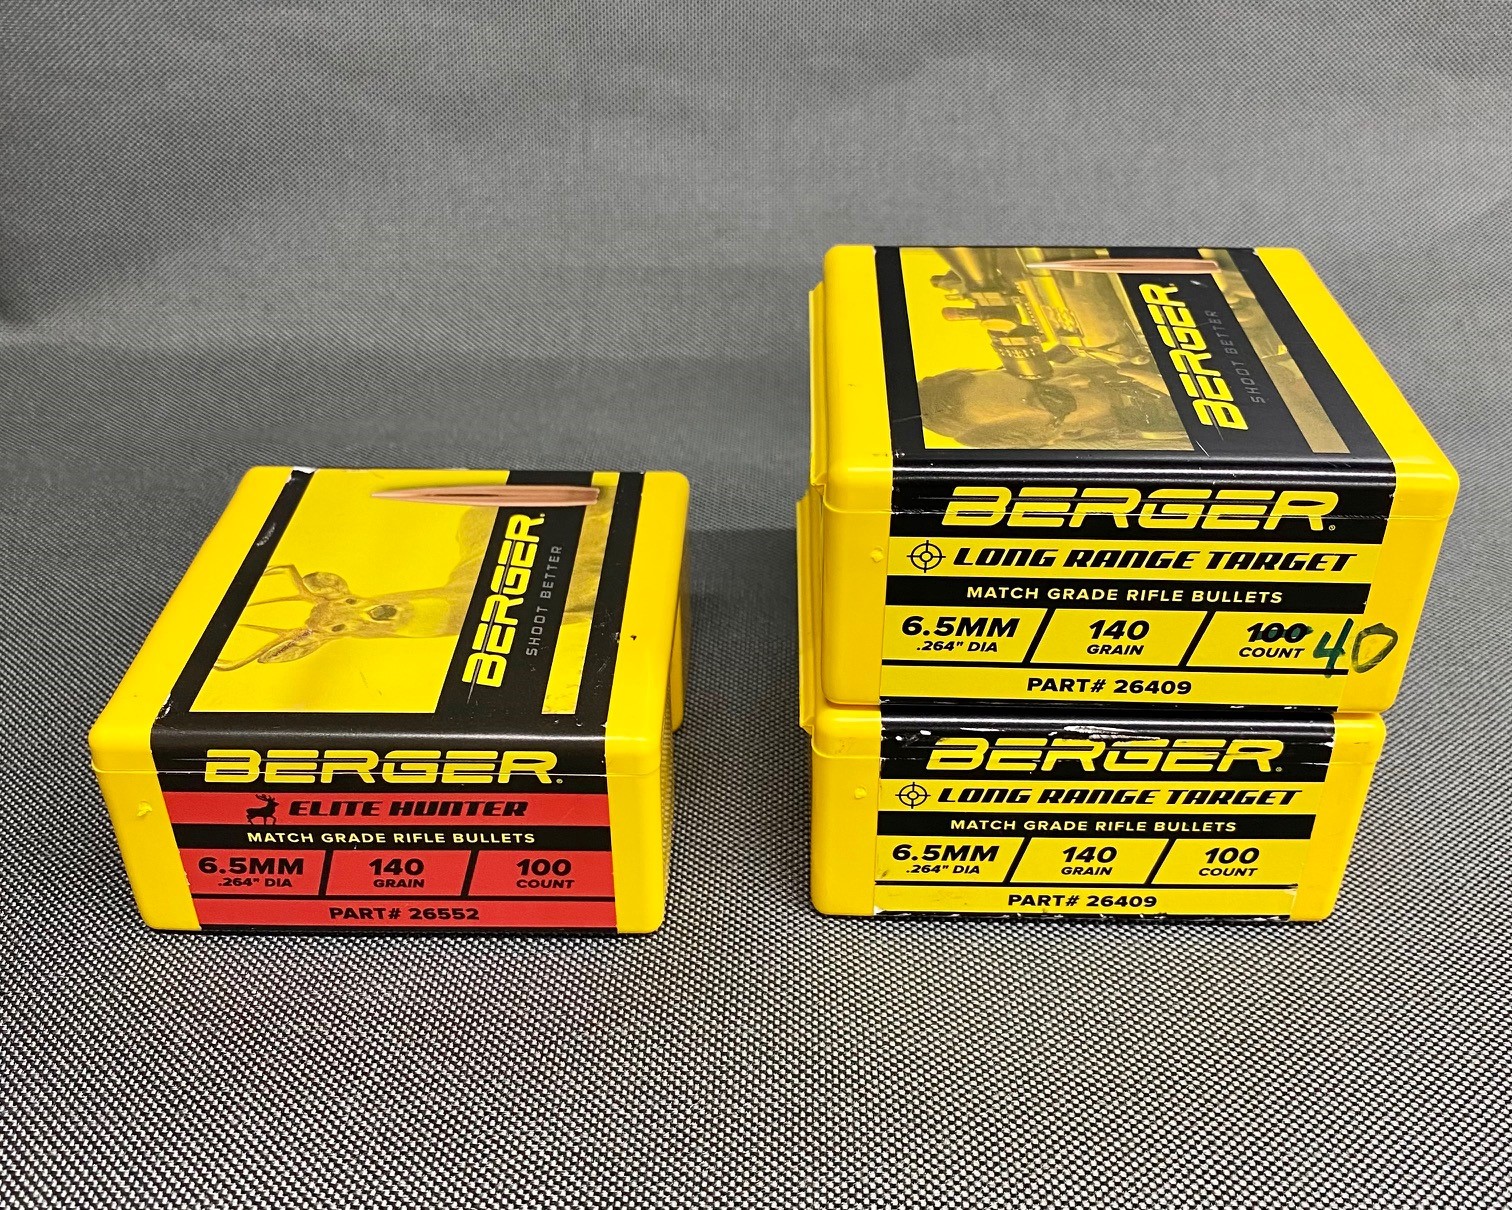 BERGER.
SHOOT BETTER
BERGER.
ELITE HUNTER
MATCH GRADE RIFLE BULLETS
6.5MM 140 100
.264" DIA GRAIN COUNT
PART# 26552
BERGER.
SHOOT BETTER
BERGER.
LONG RANGE TARGET
MATCH GRADE RIFLE BULLETS
6.5MM 140 100 40
.264" DIA GRAIN COUNT
PART# 26409
BERGER.
LONG RANGE TARGET
MATCH GRADE RIFLE BULLETS
6.5MM 140 100
.264" DIA GRAIN COUNT
PART# 26409